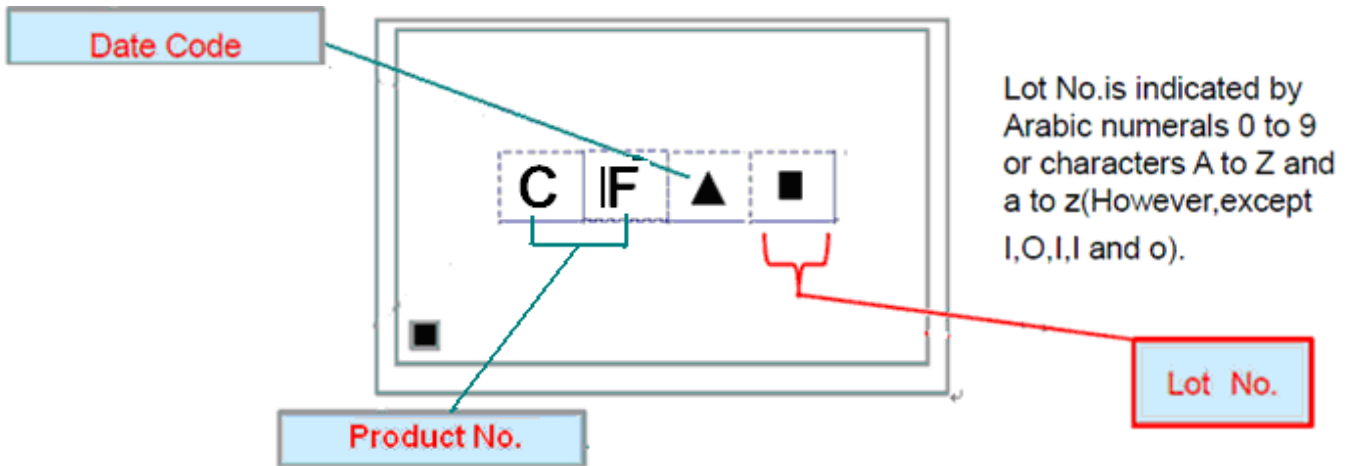 Date Code
C IF ▲ ■
Product No.
Lot No.is indicated by
Arabic numerals 0 to 9
or characters A to Z and
a to z(However,except
I,O,I,I and o).
Lot No.